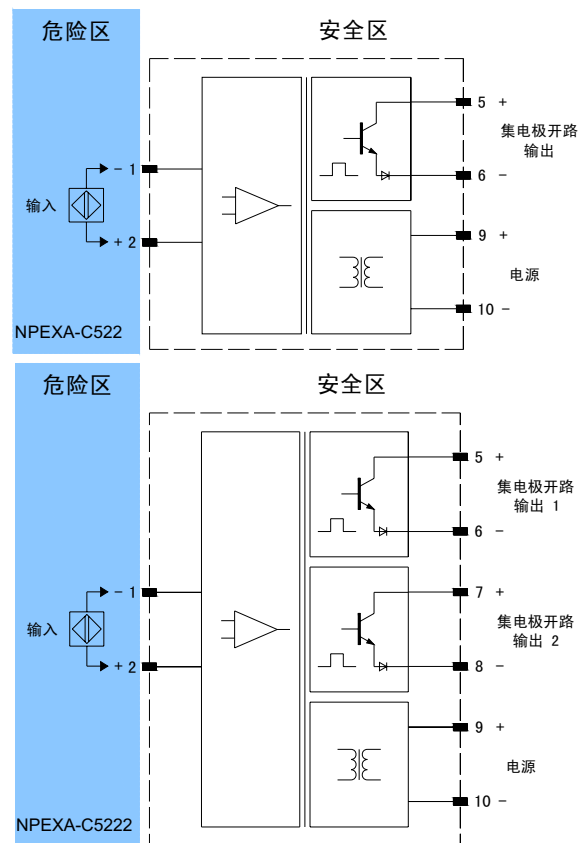 危险区
安全区
5 +
集电极开路
输出
6 -
- 1
输入
+ 2
9 +
电源
10 -
NPEXA-C522
危险区
安全区
5 +
集电极开路
输出 1
6 -
- 1
7 +
输入
集电极开路
输出 2
+ 2
8 -
9 +
电源
10 -
NPEXA-C5222